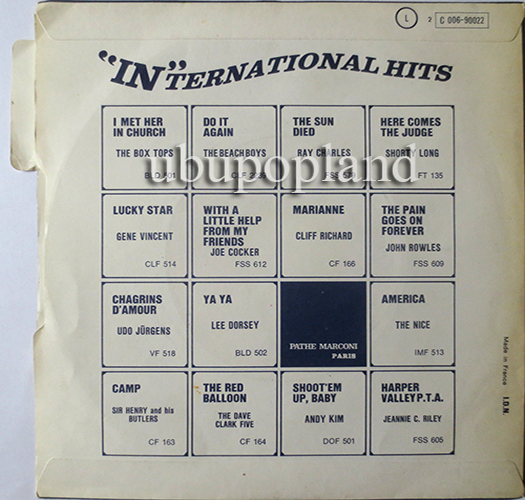 L 2 C 006-90022
"IN"TERNATIONAL HITS
I MET HER
IN CHURCH
THE BOX TOPS
BLD 501
DO IT
AGAIN
THE BEACH BOYS
THE SUN
DIED
RAY CHARLES
HERE COMES
THE JUDGE
SHORTY LONG
FT 135
ubupopland
LUCKY STAR
GENE VINCENT
CLF 514
WITH A
LITTLE HELP
FROM MY
FRIENDS
JOE COCKER
FSS 612
MARIANNE
CLIFF RICHARD
CF 166
THE PAIN
GOES ON
FOREVER
JOHN ROWLES
FSS 609
CHAGRINS
D'AMOUR
UDO JÜRGENS
VF 518
YA YA
LEE DORSEY
BLD 502
PATHE MARCONI
PARIS
AMERICA
THE NICE
IMF 513
CAMP
SIR HENRY and his
BUTLERS
CF 163
THE RED
BALLOON
THE DAVE
CLARK FIVE
CF 164
SHOOT'EM
UP, BABY
ANDY KIM
DOF 501
HARPER
VALLEY P.T.A.
JEANNIE C. RILEY
FSS 605
Made in France I.D.N.